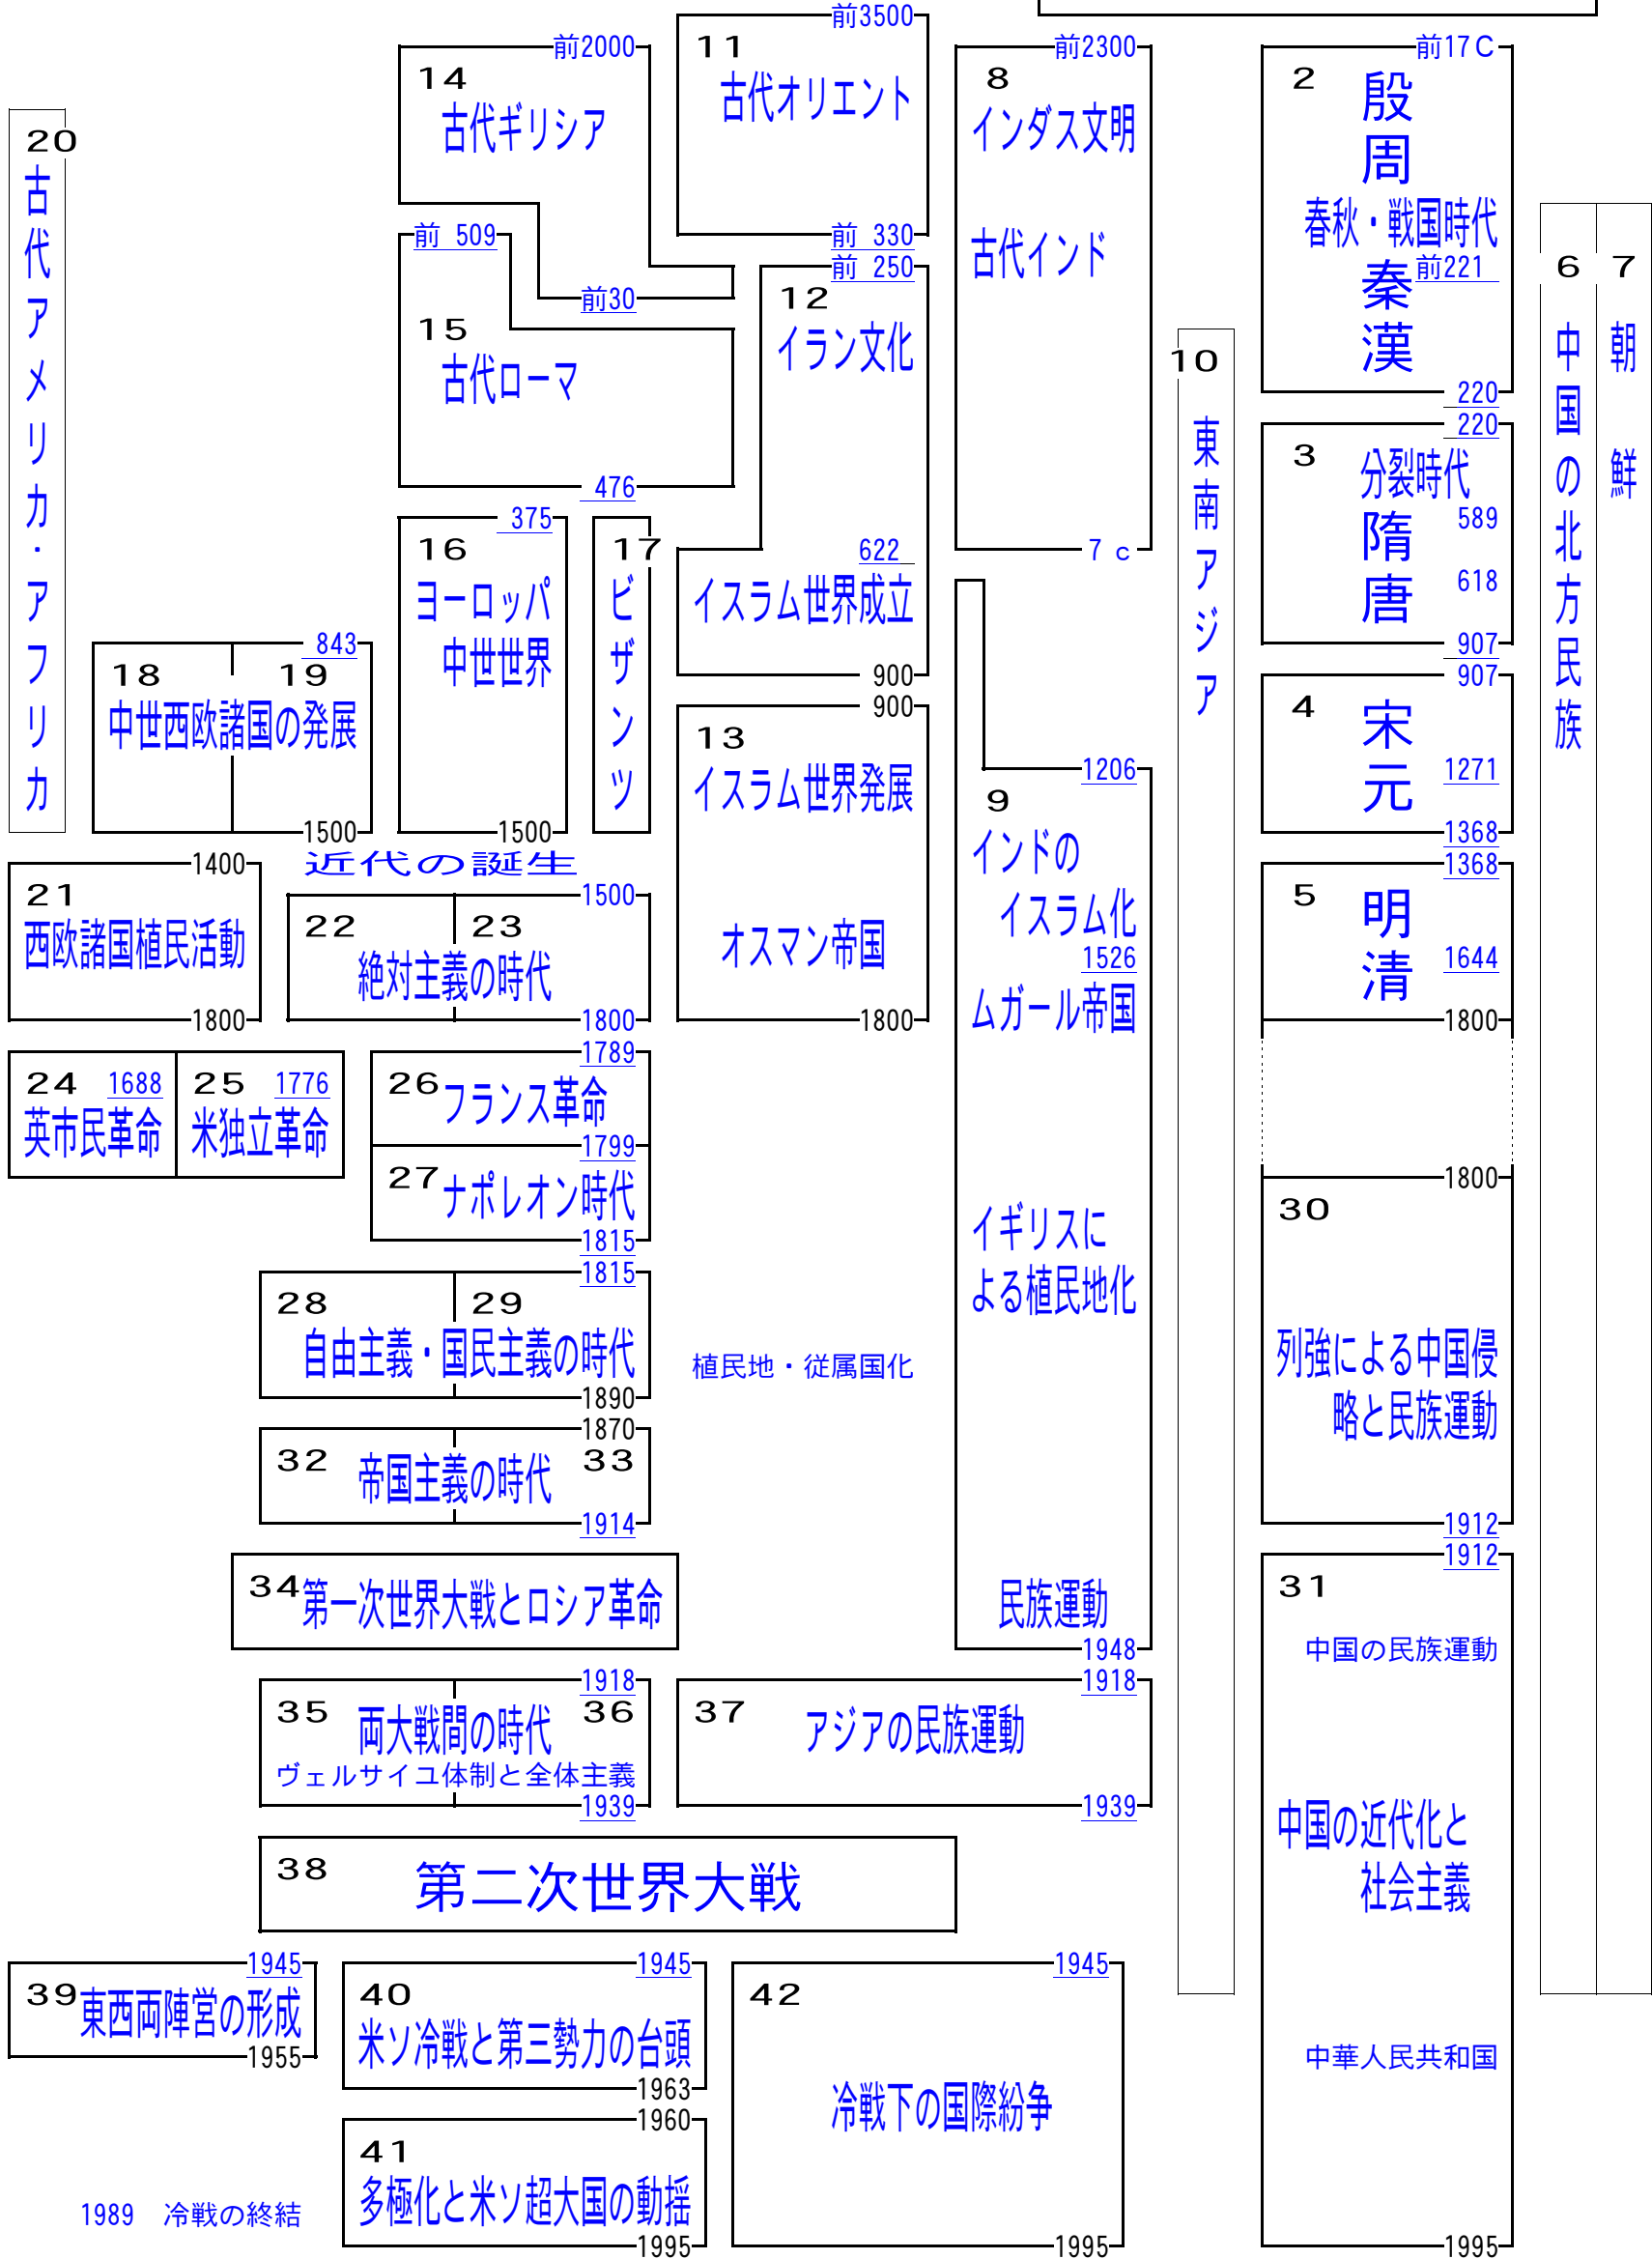 前3500
11
古代オリエント
前 330
前2000
14
古代ギリシア
前30
前2300
8
インダス文明
古代インド
7 c
前17C
2
殷
周
春秋・戦国時代
前221
秦
漢
220
20
古代アメリカ・アフリカ
前 509
15
古代ローマ
476
前 250
12
イラン文化
622
イスラム世界成立
900
10
東南アジア
6
中国の北方民族
7
朝鮮
220
3
分裂時代
589
隋
618
唐
907
375
16
ヨーロッパ
中世世界
1500
17
ビザンツ
843
18
19
中世西欧諸国の発展
1500
907
4
宋
1271
元
1368
900
13
イスラム世界発展
オスマン帝国
1800
1206
9
インドの
イスラム化
1526
ムガール帝国
イギリスに
よる植民地化
民族運動
1948
近代の誕生
1400
21
西欧諸国植民活動
1800
1500
22
23
絶対主義の時代
1800
1368
5
明
1644
清
1800
24 1688
英市民革命
25 1776
米独立革命
1789
26 フランス革命
1799
27 ナポレオン時代
1815
1815
28
29
自由主義・国民主義の時代
1890
植民地・従属国化
1800
30
列強による中国侵
略と民族運動
1912
1870
32 帝国主義の時代 33
1914
34 第一次世界大戦とロシア革命
1912
31
中国の民族運動
中国の近代化と
社会主義
中華人民共和国
1995
1918
35 両大戦間の時代 36
ヴェルサイユ体制と全体主義
1939
1918
37 アジアの民族運動
1939
38 第二次世界大戦
1945
39 東西両陣営の形成
1955
1945
40
米ソ冷戦と第三勢力の台頭
1963
1945
42
冷戦下の国際紛争
1995
1960
41
多極化と米ソ超大国の動揺
1995
1989 冷戦の終結